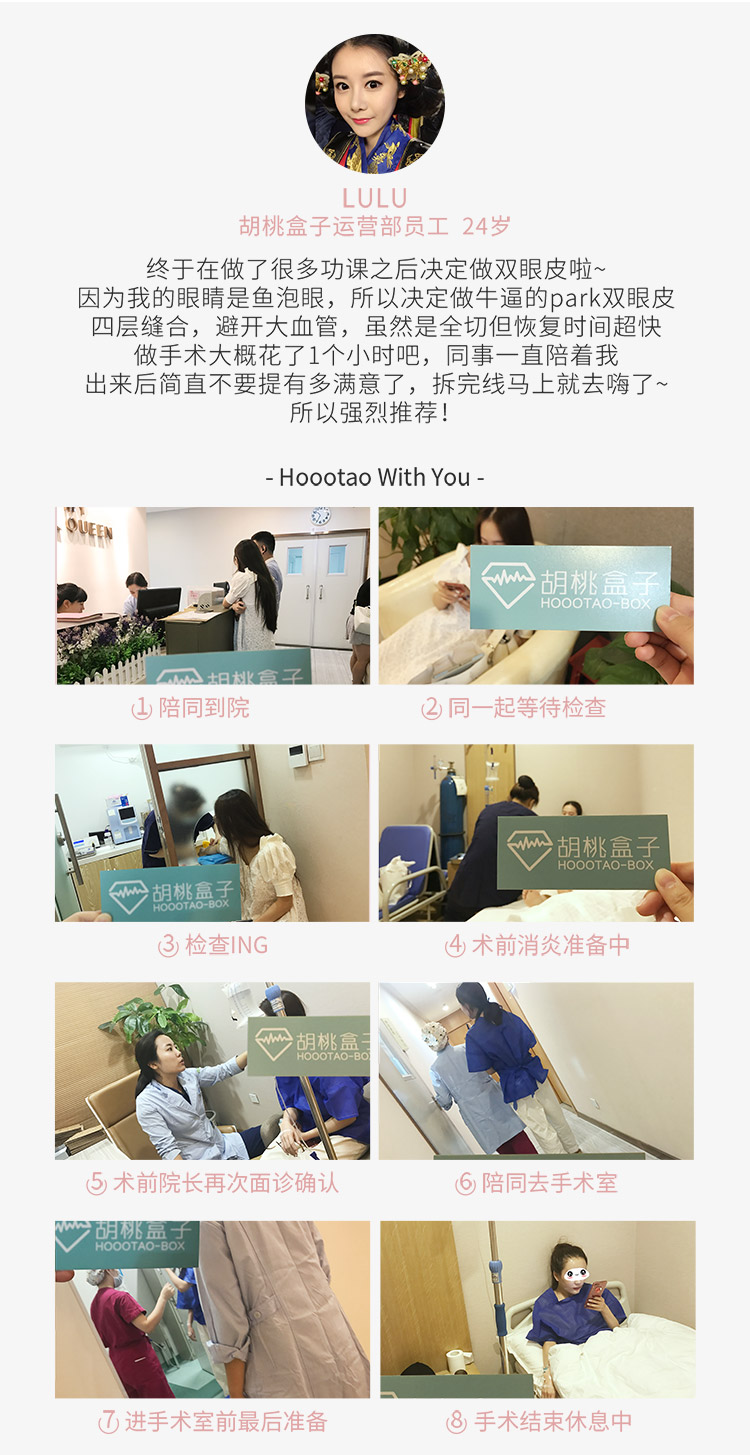 LULU
胡桃盒子运营部员工 24岁
终于在做了很多功课之后决定做双眼皮啦~
因为我的眼睛是鱼泡眼，所以决定做牛逼的park双眼皮
四层缝合，避开大血管，虽然是全切但恢复时间超快
做手术大概花了1个小时吧，同事一直陪着我
出来后简直不要提有多满意了，拆完线马上就去嗨了~
所以强烈推荐！
- Hoootao With You -
QUEEN
胡桃盒子
胡桃盒子
HOOOTAO-BOX
① 陪同到院
② 同一起等待检查
胡桃盒子
HOOOTAO-BOX
胡桃盒子
HOOOTAO-BOX
③ 检查ING
④ 术前消炎准备中
胡桃盒子
HOOOTAO-BOX
⑤ 术前院长再次面诊确认
⑥ 陪同去手术室
胡桃盒子
HOOOTAO-BOX
⑦ 进手术室前最后准备
⑧ 手术结束休息中